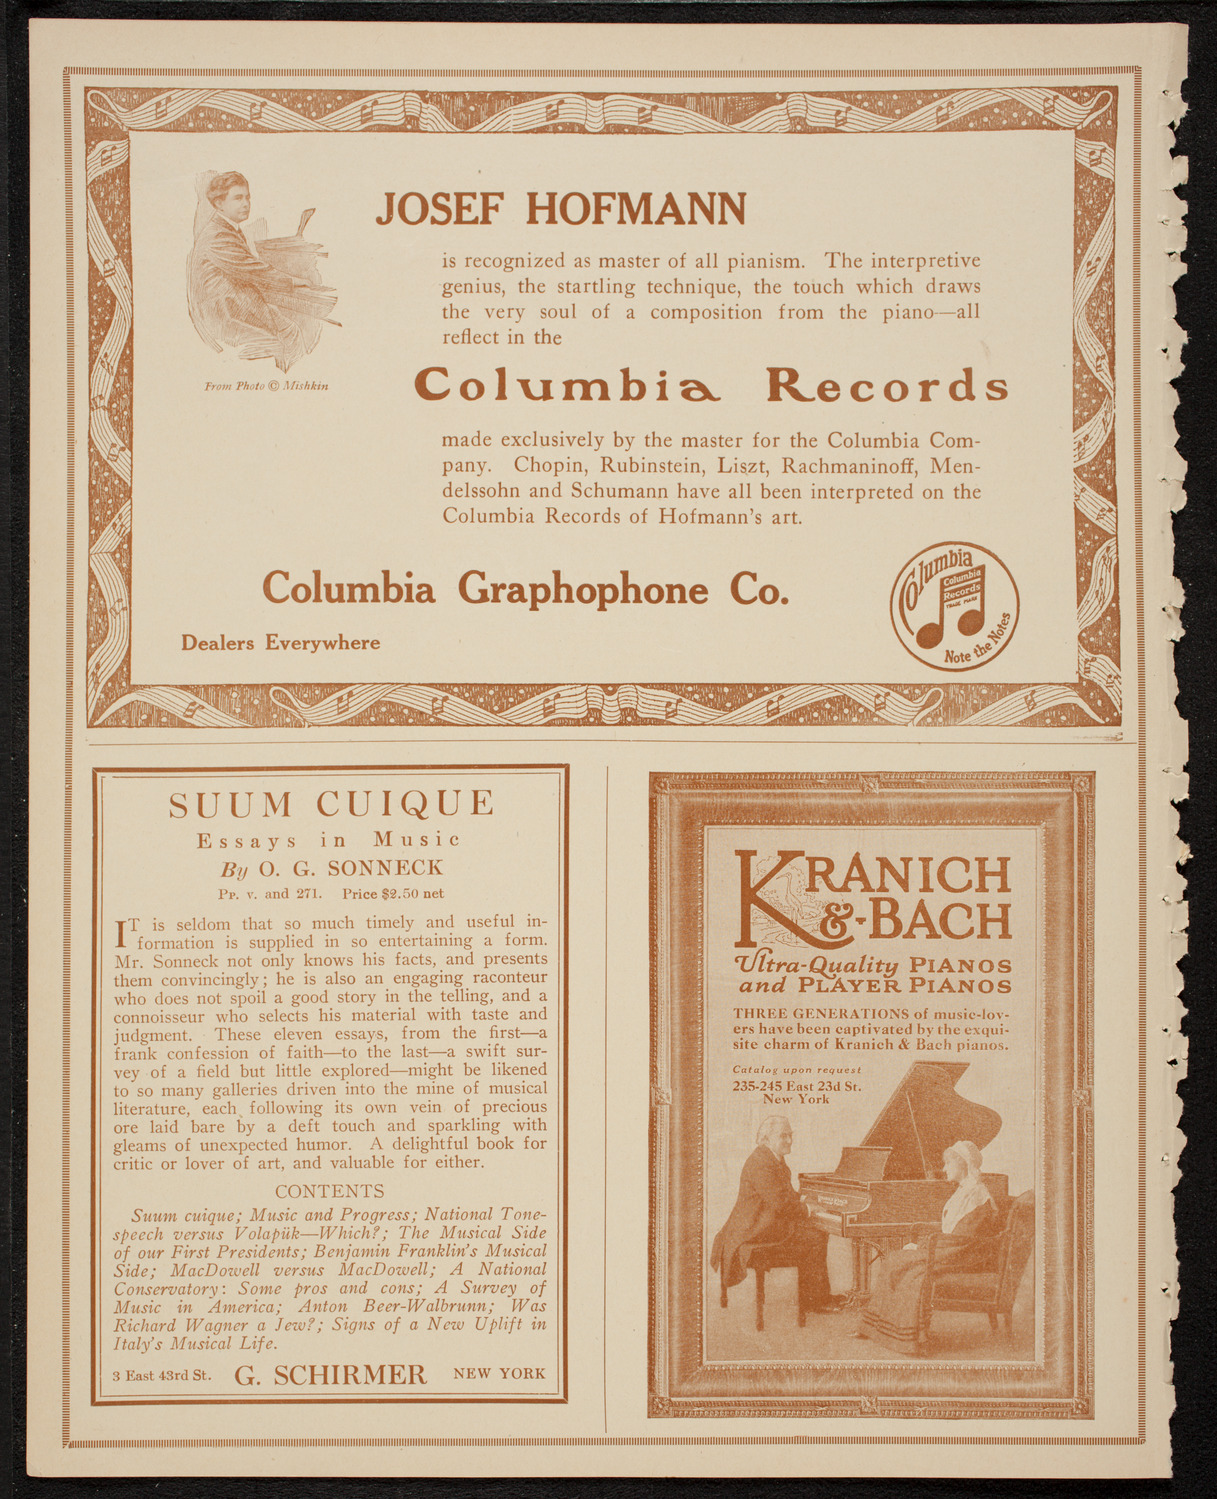 JOSEF HOFMANN
is recognized as master of all pianism. The interpretive
genius, the startling technique, the touch which draws
the very soul of a composition from the piano—all
reflect in the
From Photo © Mishkin
Columbia Records
made exclusively by the master for the Columbia Com-
pany. Chopin, Rubinstein, Liszt, Rachmaninoff, Men-
delssohn and Schumann have all been interpreted on the
Columbia Records of Hofmann's art.
Columbia Graphophone Co.
Dealers Everywhere
Columbia
Columbia
Records
TRADE MARK
Note the Notes
SUUM CUIQUE
Essays in Music
By O. G. SONNECK
Pp. v. and 271. Price $2.50 net
IT is seldom that so much timely and useful in-
formation is supplied in so entertaining a form.
Mr. Sonneck not only knows his facts, and presents
them convincingly; he is also an engaging raconteur
who does not spoil a good story in the telling, and a
connoisseur who selects his material with taste and
judgment. These eleven essays, from the first—a
frank confession of faith—to the last—a swift sur-
vey of a field but little explored—might be likened
to so many galleries driven into the mine of musical
literature, each following its own vein of precious
ore laid bare by a deft touch and sparkling with
gleams of unexpected humor. A delightful book for
critic or lover of art, and valuable for either.
CONTENTS
Suum cuique; Music and Progress; National Tone-
speech versus Volapük—Which?; The Musical Side
of our First Presidents; Benjamin Franklin's Musical
Side; MacDowell versus MacDowell; A National
Conservatory: Some pros and cons; A Survey of
Music in America; Anton Beer-Walbrunn; Was
Richard Wagner a Jew?; Signs of a New Uplift in
Italy's Musical Life.
3 East 43rd St. G. SCHIRMER NEW YORK
KRANICH
&-BACH
Ultra-Quality PIANOS
and PLAYER PIANOS
THREE GENERATIONS of music-lov-
ers have been captivated by the exqui-
site charm of Kranich & Bach pianos.
Catalog upon request
235-245 East 23d St.
New York